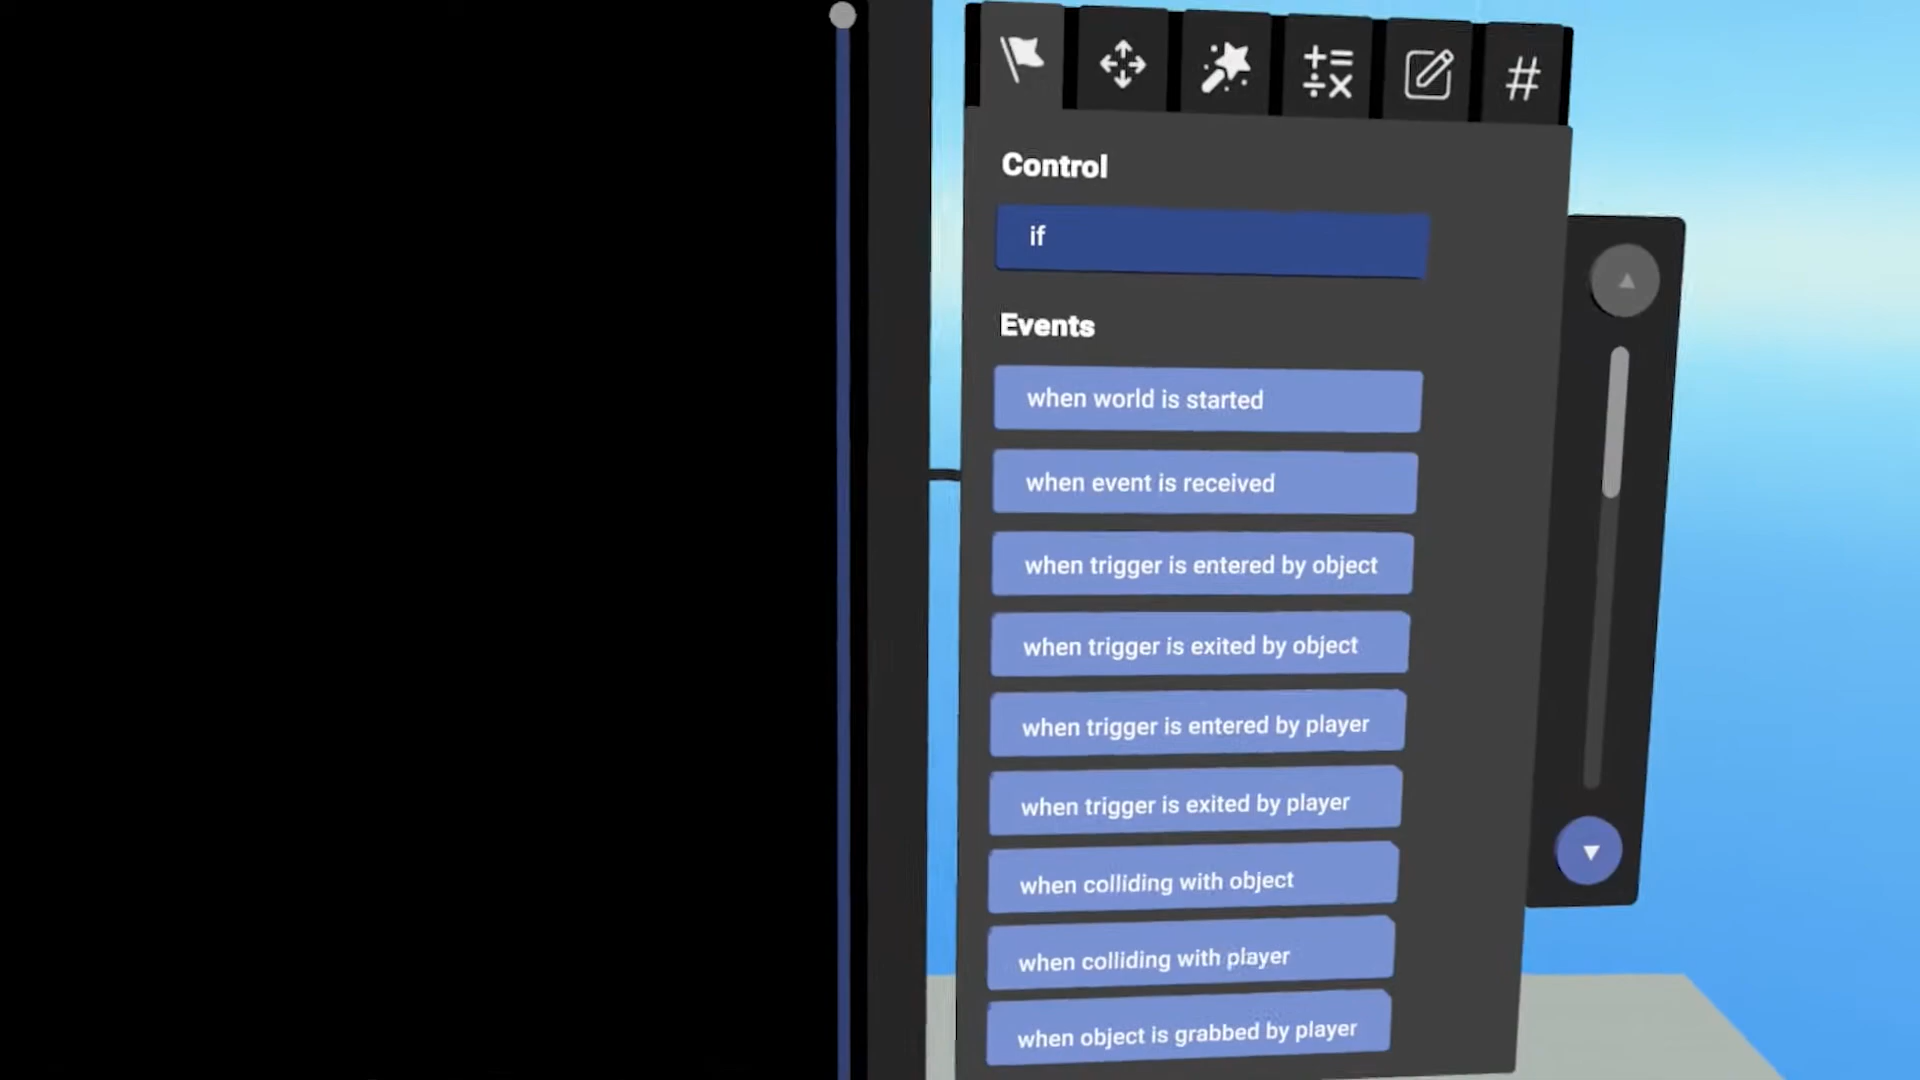 Control
if
Events
when world is started
when event is received
when trigger is entered by object
when trigger is exited by object
when trigger is entered by player
when trigger is exited by player
when colliding with object
when colliding with player
when object is grabbed by player